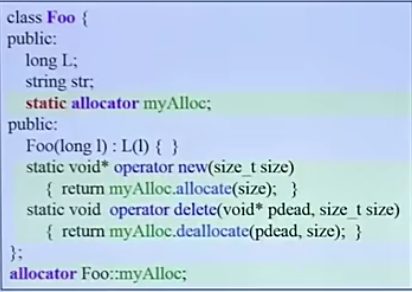 class Foo {
public:
long L;
string str;
static allocator myAlloc;
public:
Foo(long l) : L(l) { }
static void* operator new(size_t size)
{ return myAlloc.allocate(size); }
static void operator delete(void* pdead, size_t size)
{ return myAlloc.deallocate(pdead, size); }
};
allocator Foo::myAlloc;